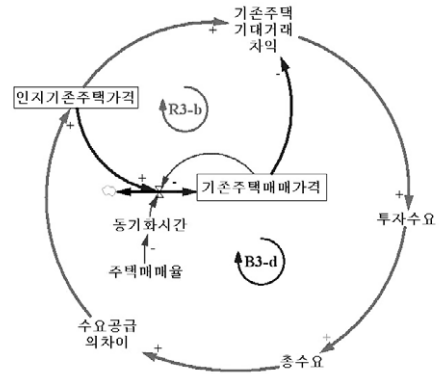 기존주택
기대거래
차익
+
-
인지기존주택가격
+
R3-b
+
-
기존주택매매가격
동기화시간
-
주택매매율
B3-d
+
투자수요
수요공급
의차이
+
+
총수요